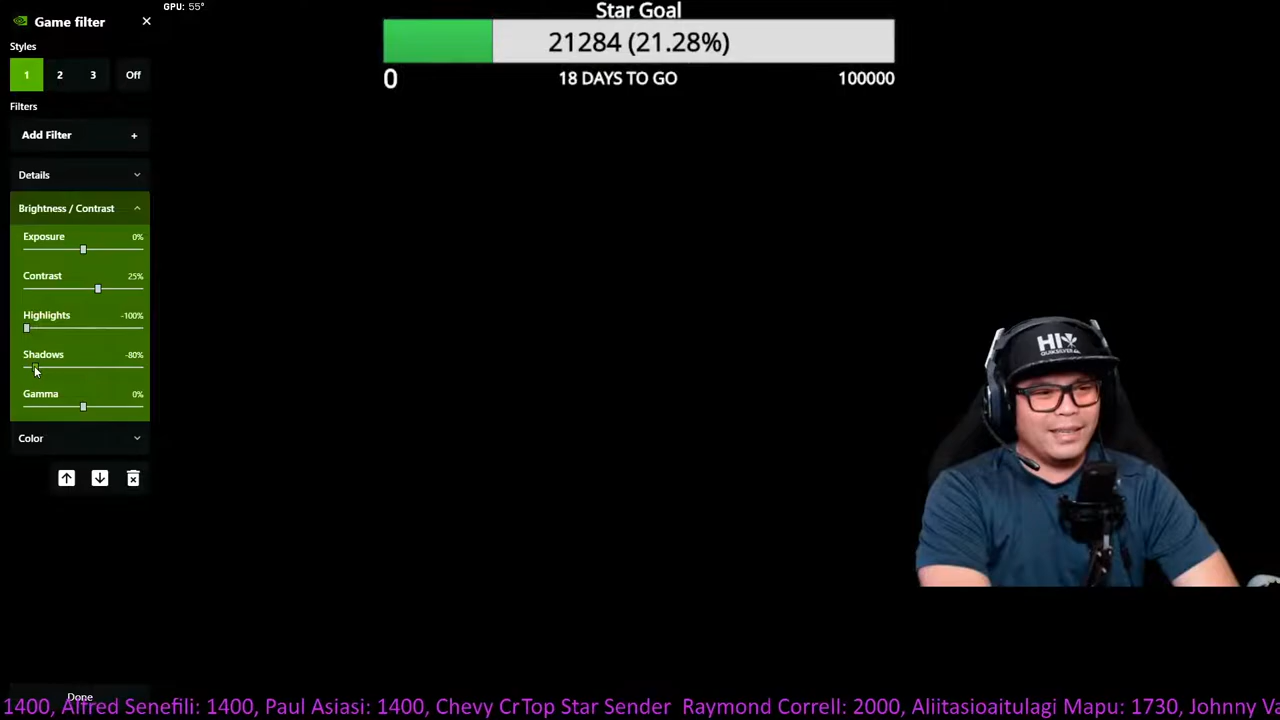 GPU: 55°
Game filter
Styles
1 2 3 Off
Filters
Add Filter +
Details
Brightness / Contrast
Exposure 0%
Contrast 25%
Highlights -100%
Shadows -80%
Gamma 0%
Color
Done
Star Goal
21284 (21.28%)
0 18 DAYS TO GO 100000
HI
QUIKSILVER
1400, Alfred Senefili: 1400, Paul Asiasi: 1400, Chevy CrTop Star Sender Raymond Correll: 2000, Aliitasioaitulagi Mapu: 1730, Johnny Va